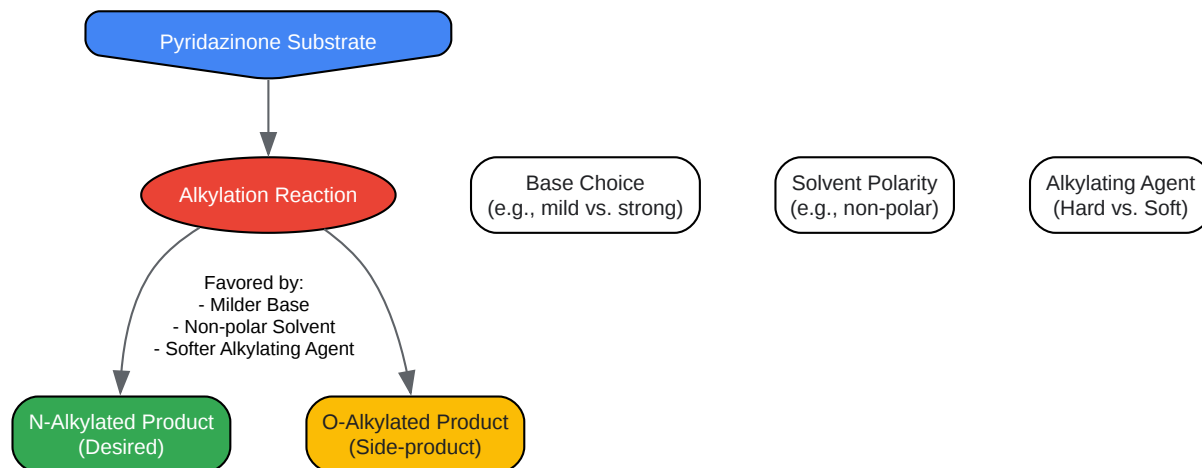 Pyridazinone Substrate
Alkylation Reaction
Base Choice
(e.g., mild vs. strong)
Solvent Polarity
(e.g., non-polar)
Alkylating Agent
(Hard vs. Soft)
Favored by:
- Milder Base
- Non-polar Solvent
- Softer Alkylating Agent
N-Alkylated Product
(Desired)
O-Alkylated Product
(Side-product)